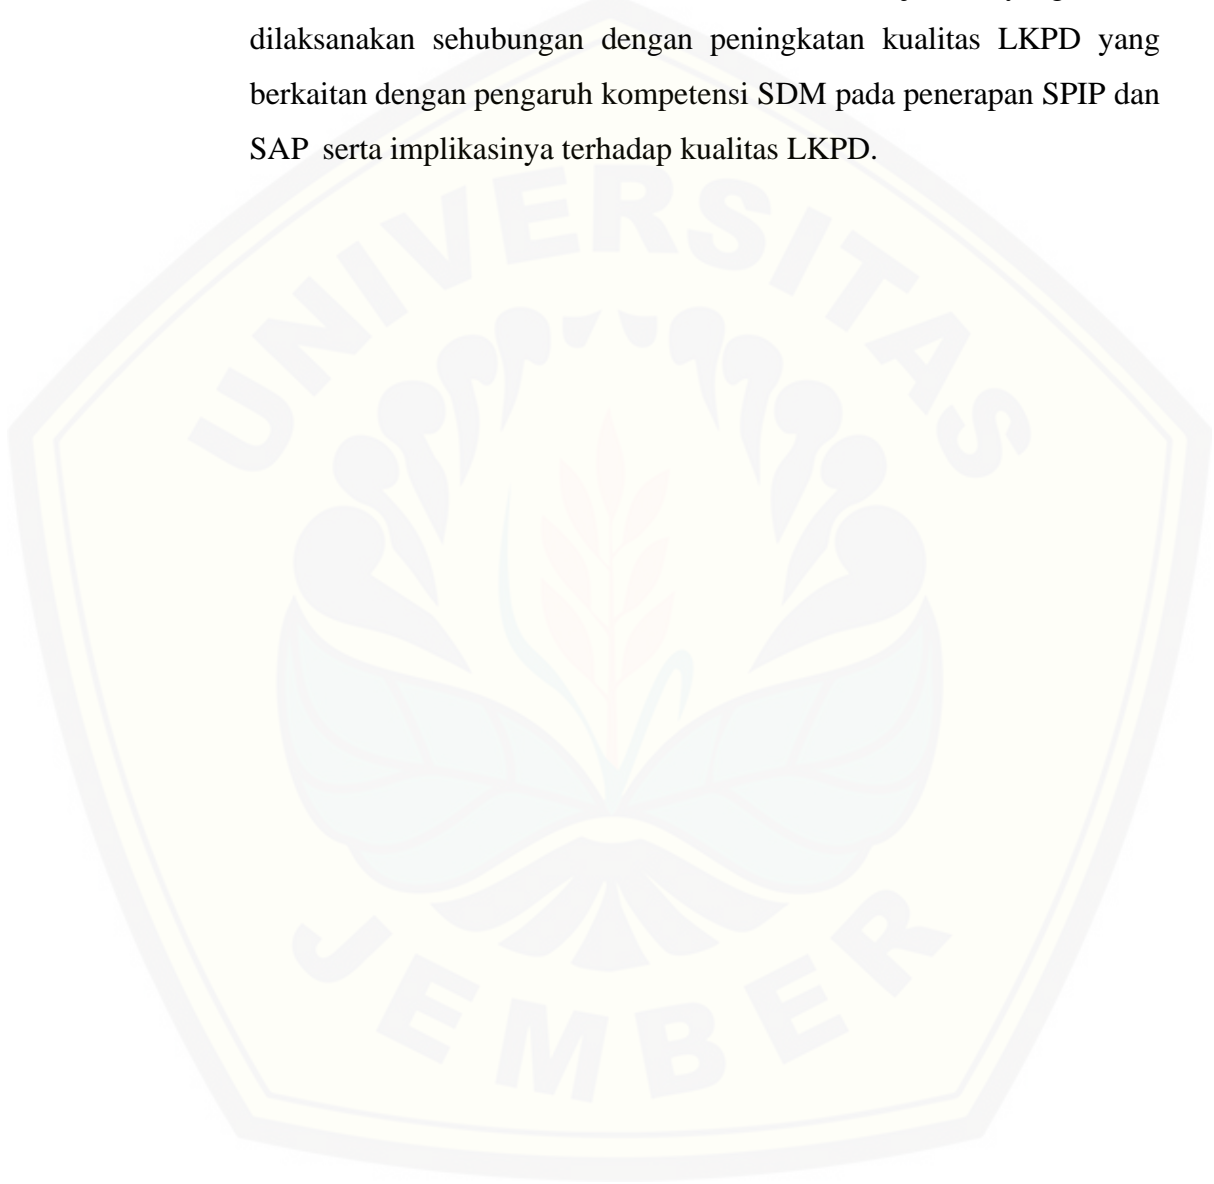 dilaksanakan sehubungan dengan peningkatan kualitas LKPD yang
berkaitan dengan pengaruh kompetensi SDM pada penerapan SPIP dan
SAP serta implikasinya terhadap kualitas LKPD.
UNIVERSITAS
JEMBER